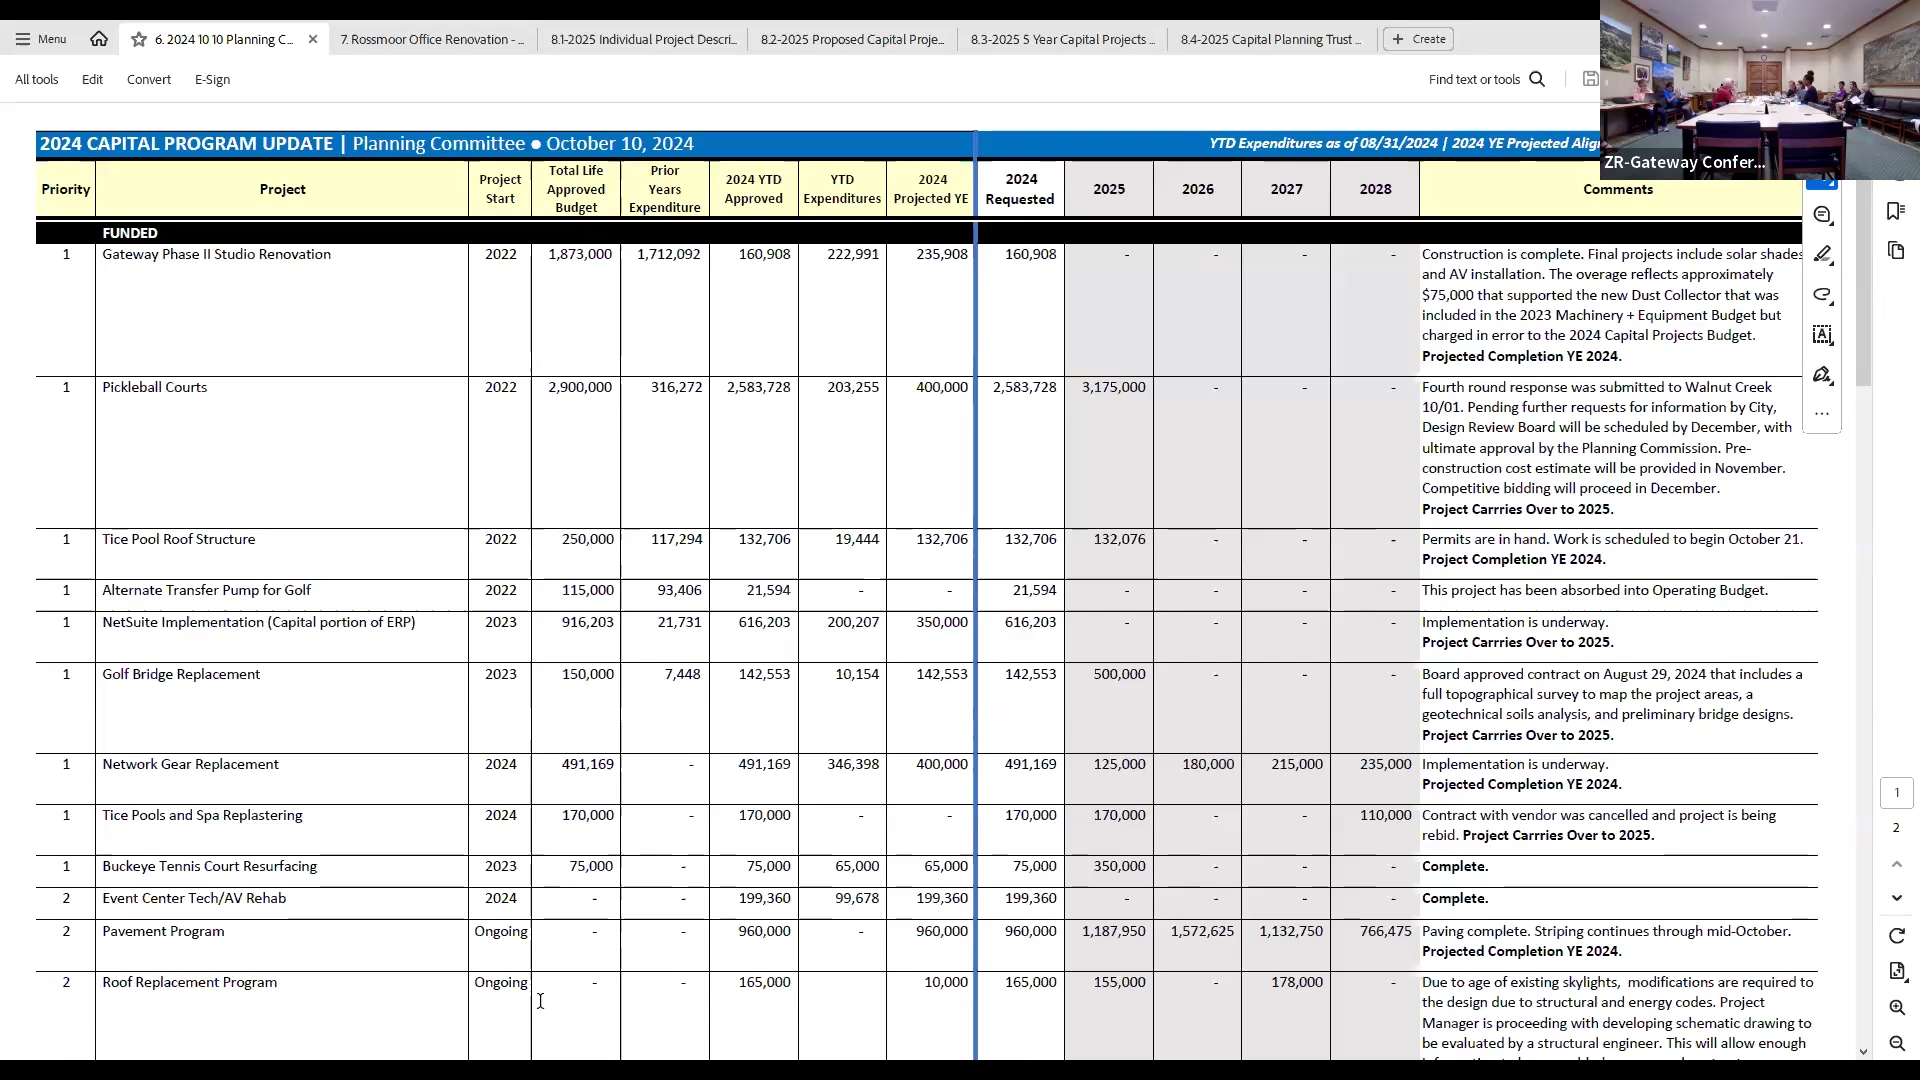 Menu
6. 2024 10 10 Planning C...
7. Rossmoor Office Renovation - ...
8.1-2025 Individual Project Descri...
8.2-2025 Proposed Capital Proje...
8.3-2025 5 Year Capital Projects ...
8.4-2025 Capital Planning Trust ...
+ Create
All tools Edit Convert E-Sign
Find text or tools
ZR-Gateway Confer...
2024 CAPITAL PROGRAM UPDATE | Planning Committee ● October 10, 2024
YTD Expenditures as of 08/31/2024 | 2024 YE Projected
Priority
Project
Project
Start
Total Life
Approved
Budget
Prior
Years
Expenditure
2024 YTD
Approved
YTD
Expenditures
2024
Projected YE
2024
Requested
2025
2026
2027
2028
Comments
FUNDED
1 Gateway Phase II Studio Renovation 2022 1,873,000 1,712,092 160,908 222,991 235,908 160,908 - - - - Construction is complete. Final projects include solar shades
and AV installation. The overage reflects approximately
$75,000 that supported the new Dust Collector that was
included in the 2023 Machinery + Equipment Budget but
charged in error to the 2024 Capital Projects Budget.
Projected Completion YE 2024.
1 Pickleball Courts 2022 2,900,000 316,272 2,583,728 203,255 400,000 2,583,728 3,175,000 - - - Fourth round response was submitted to Walnut Creek
10/01. Pending further requests for information by City,
Design Review Board will be scheduled by December, with
ultimate approval by the Planning Commission. Pre-
construction cost estimate will be provided in November.
Competitive bidding will proceed in December.
Project Carrries Over to 2025.
1 Tice Pool Roof Structure 2022 250,000 117,294 132,706 19,444 132,706 132,706 132,076 - - - Permits are in hand. Work is scheduled to begin October 21.
Project Completion YE 2024.
1 Alternate Transfer Pump for Golf 2022 115,000 93,406 21,594 - - 21,594 - - - - This project has been absorbed into Operating Budget.
1 NetSuite Implementation (Capital portion of ERP) 2023 916,203 21,731 616,203 200,207 350,000 616,203 - - - - Implementation is underway.
Project Carrries Over to 2025.
1 Golf Bridge Replacement 2023 150,000 7,448 142,553 10,154 142,553 142,553 500,000 - - - Board approved contract on August 29, 2024 that includes a
full topographical survey to map the project areas, a
geotechnical soils analysis, and preliminary bridge designs.
Project Carrries Over to 2025.
1 Network Gear Replacement 2024 491,169 - 491,169 346,398 400,000 491,169 125,000 180,000 215,000 235,000 Implementation is underway.
Projected Completion YE 2024.
1 Tice Pools and Spa Replastering 2024 170,000 - 170,000 - - 170,000 170,000 - - 110,000 Contract with vendor was cancelled and project is being
rebid. Project Carrries Over to 2025.
1 Buckeye Tennis Court Resurfacing 2023 75,000 - 75,000 65,000 65,000 75,000 350,000 - - - Complete.
2 Event Center Tech/AV Rehab 2024 - - 199,360 99,678 199,360 199,360 - - - - Complete.
2 Pavement Program Ongoing - - 960,000 - 960,000 960,000 1,187,950 1,572,625 1,132,750 766,475 Paving complete. Striping continues through mid-October.
Projected Completion YE 2024.
2 Roof Replacement Program Ongoing - - 165,000 10,000 165,000 155,000 - 178,000 - Due to age of existing skylights, modifications are required to
the design due to structural and energy codes. Project
Manager is proceeding with developing schematic drawing to
be evaluated by a structural engineer. This will allow enough
1
2